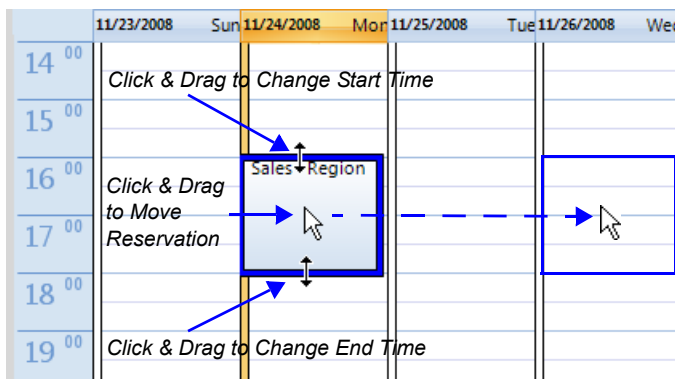 11/23/2008 Sun 11/24/2008 Mon 11/25/2008 Tue 11/26/2008 Wed
14 00
Click & Drag to Change Start Time
15 00
16 00
Sales Region
Click & Drag
to Move
Reservation
17 00
18 00
19 00
Click & Drag to Change End Time